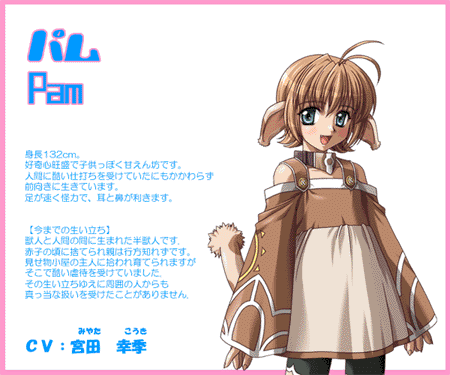 パム
Pam
身長132cm。
好奇心旺盛で子供っぽく甘えん坊です。
人間に酷い仕打ちを受けていたにもかかわらず
前向きに生きています。
足が速く怪力で、耳と鼻が利きます。
【今までの生い立ち】
獣人と人間の間に生まれた半獣人です。
赤子の頃に捨てられ親は行方知れずです。
見せ物小屋の主人に拾われ育てられますが
そこで酷い虐待を受けていました。
その生い立ちゆえに周囲の人からも
真っ当な扱いを受けたことがありません。
みやた こうき
CV：宮田 幸季